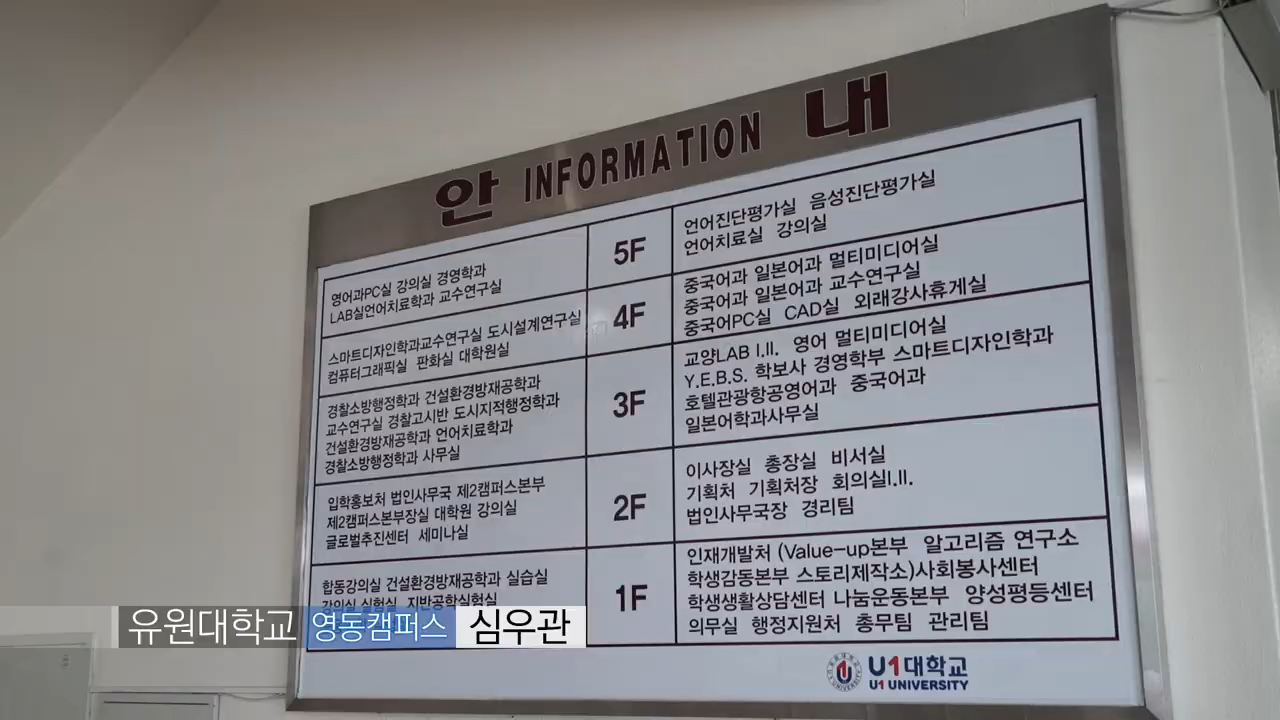 안 INFORMATION 내
영어과PC실 강의실 경영학과
LAB실언어치료학과 교수연구실
5F
언어진단평가실 음성진단평가실
언어치료실 강의실
스마트디자인학과교수연구실 도시설계연구실
컴퓨터그래픽실 판화실 대학원실
4F
중국어과 일본어과 멀티미디어실
중국어과 일본어과 교수연구실
중국어PC실 CAD실 외래강사휴게실
경찰소방행정학과 건설환경방재공학과
교수연구실 경찰고시반 도시지적행정학과
건설환경방재공학과 언어치료학과
경찰소방행정학과 사무실
3F
교양LAB I.II. 영어 멀티미디어실
Y.E.B.S. 학보사 경영학부 스마트디자인학과
호텔관광항공영어과 중국어과
일본어학과사무실
입학홍보처 법인사무국 제2캠퍼스본부
제2캠퍼스본부장실 대학원 강의실
글로벌추진센터 세미나실
2F
이사장실 총장실 비서실
기획처 기획처장 회의실I.II.
법인사무국장 경리팀
합동강의실 건설환경방재공학과 실습실
강의실 실험실 지반공학실험실
1F
인재개발처 (Value-up본부 알고리즘 연구소
학생감동본부 스토리제작소)사회봉사센터
학생생활상담센터 나눔운동본부 양성평등센터
의무실 행정지원처 총무팀 관리팀
U1대학교
U1 UNIVERSITY
유원대학교 영동캠퍼스 심우관